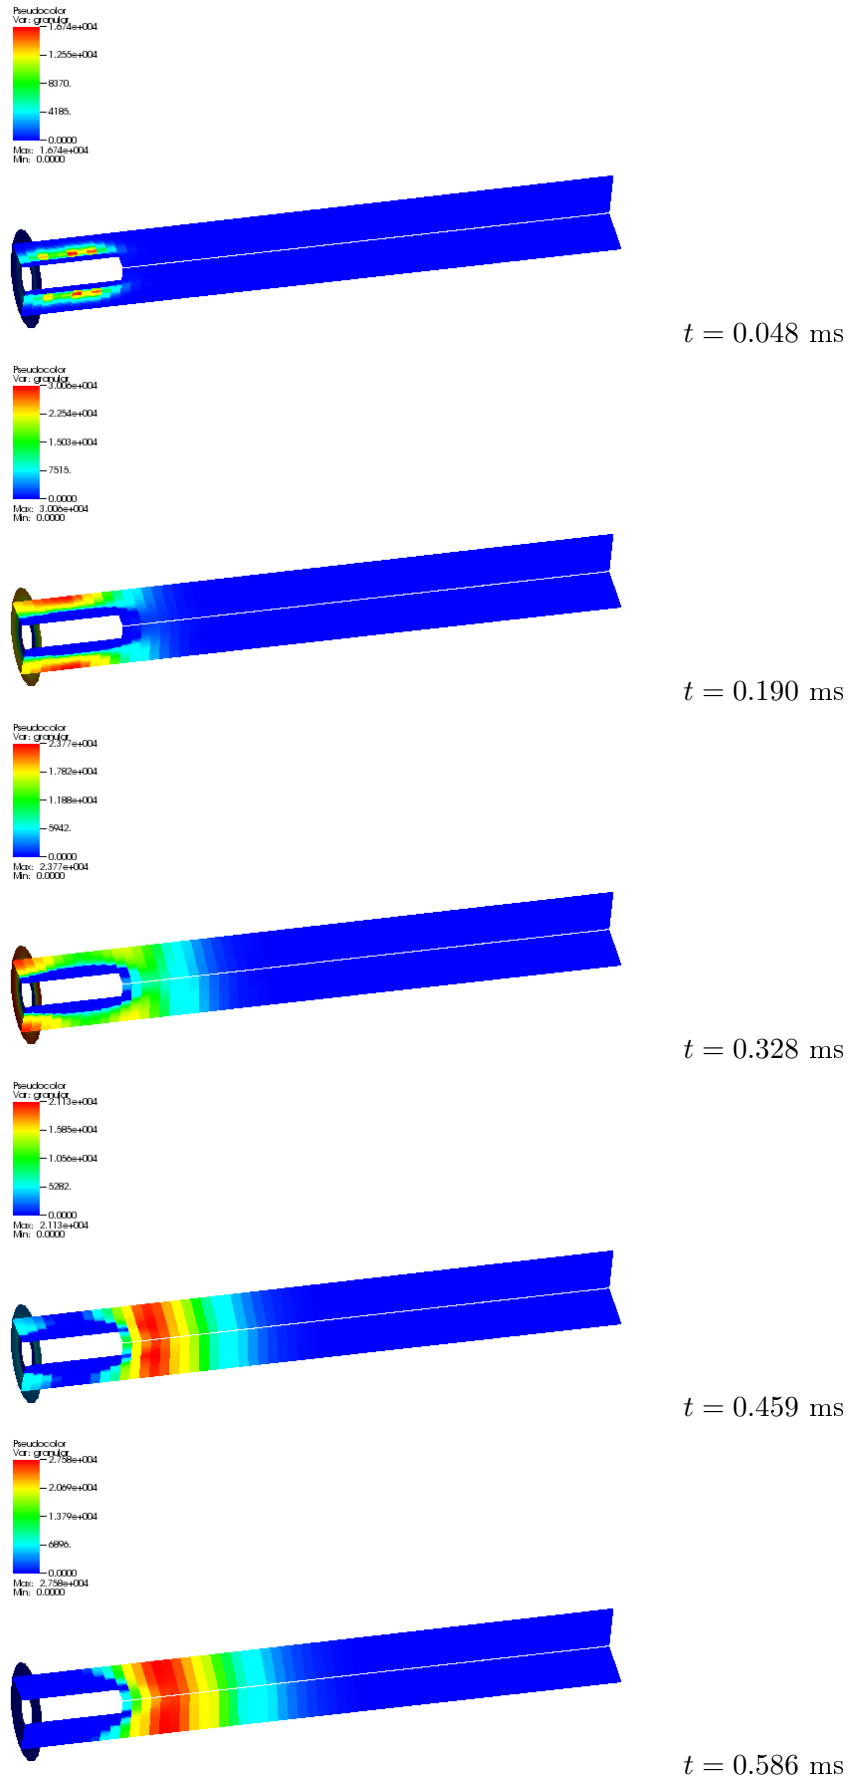 Pseudocolor
Var: granular
1.674e+004
1.255e+004
8370.
4185.
0.0000
Max: 1.674e+004
Min: 0.0000
t = 0.048 ms
Pseudocolor
Var: granular
3.006e+004
2.254e+004
1.503e+004
7515.
0.0000
Max: 3.006e+004
Min: 0.0000
t = 0.190 ms
Pseudocolor
Var: granular
2.377e+004
1.782e+004
1.188e+004
5942.
0.0000
Max: 2.377e+004
Min: 0.0000
t = 0.328 ms
Pseudocolor
Var: granular
2.113e+004
1.585e+004
1.056e+004
5282.
0.0000
Max: 2.113e+004
Min: 0.0000
t = 0.459 ms
Pseudocolor
Var: granular
2.758e+004
2.069e+004
1.379e+004
6896.
0.0000
Max: 2.758e+004
Min: 0.0000
t = 0.586 ms